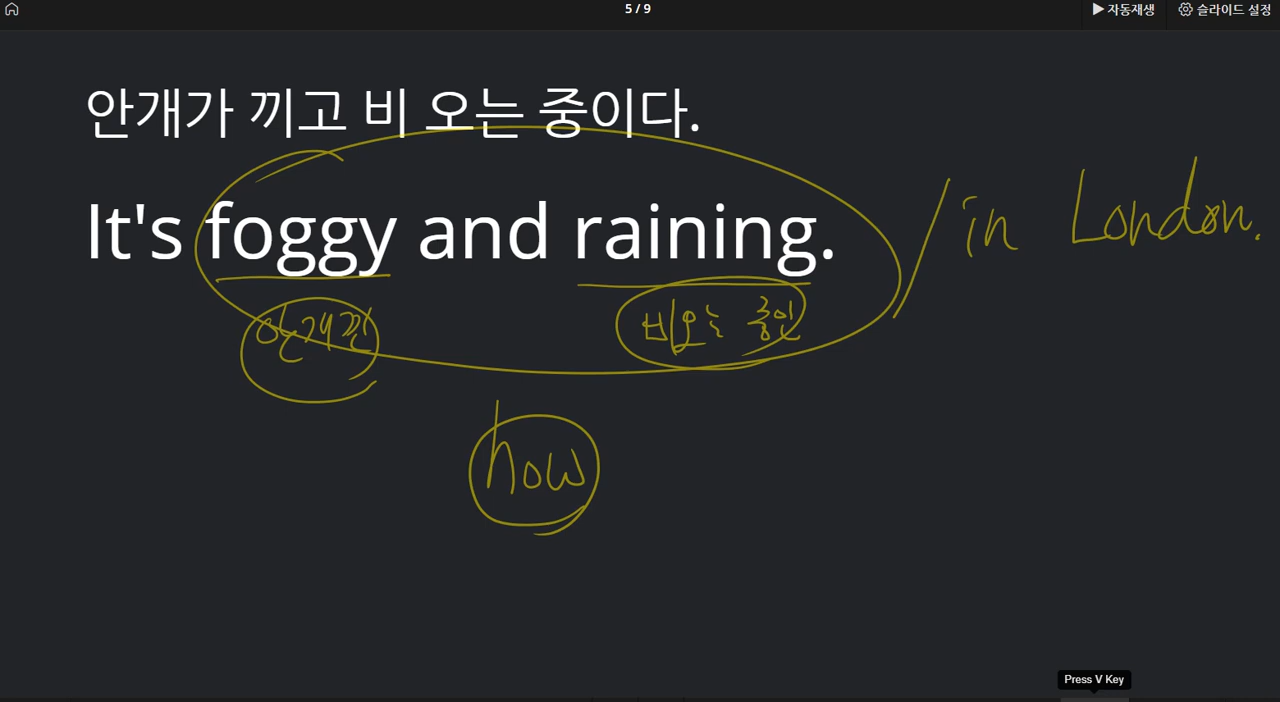 5 / 9
▶ 자동재생
슬라이드 설정
안개가 끼고 비 오는 중이다.
It's foggy and raining.
/ in London.
안개낀
비오는 중인
how
Press V Key